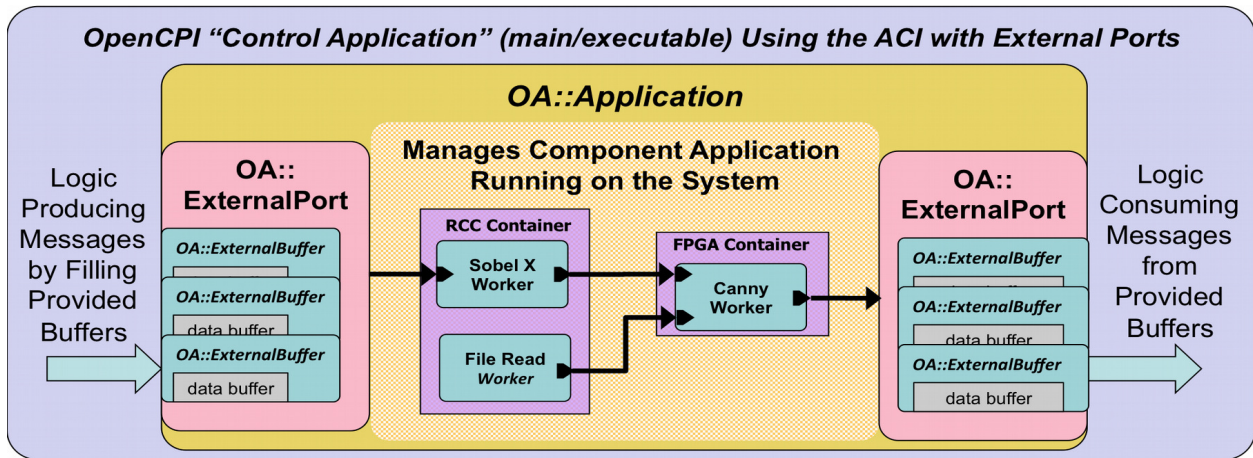 OpenCPI “Control Application” (main/executable) Using the ACI with External Ports
OA::Application
Logic
Producing
Messages
by Filling
Provided
Buffers
OA::
ExternalPort
OA::ExternalBuffer
OA::ExternalBuffer
data buffer
OA::ExternalBuffer
data buffer
Manages Component Application
Running on the System
RCC Container
Sobel X
Worker
File Read
Worker
FPGA Container
Canny
Worker
OA::
ExternalPort
OA::ExternalBuffer
OA::ExternalBuffer
data buffer
OA::ExternalBuffer
data buffer
Logic
Consuming
Messages
from
Provided
Buffers